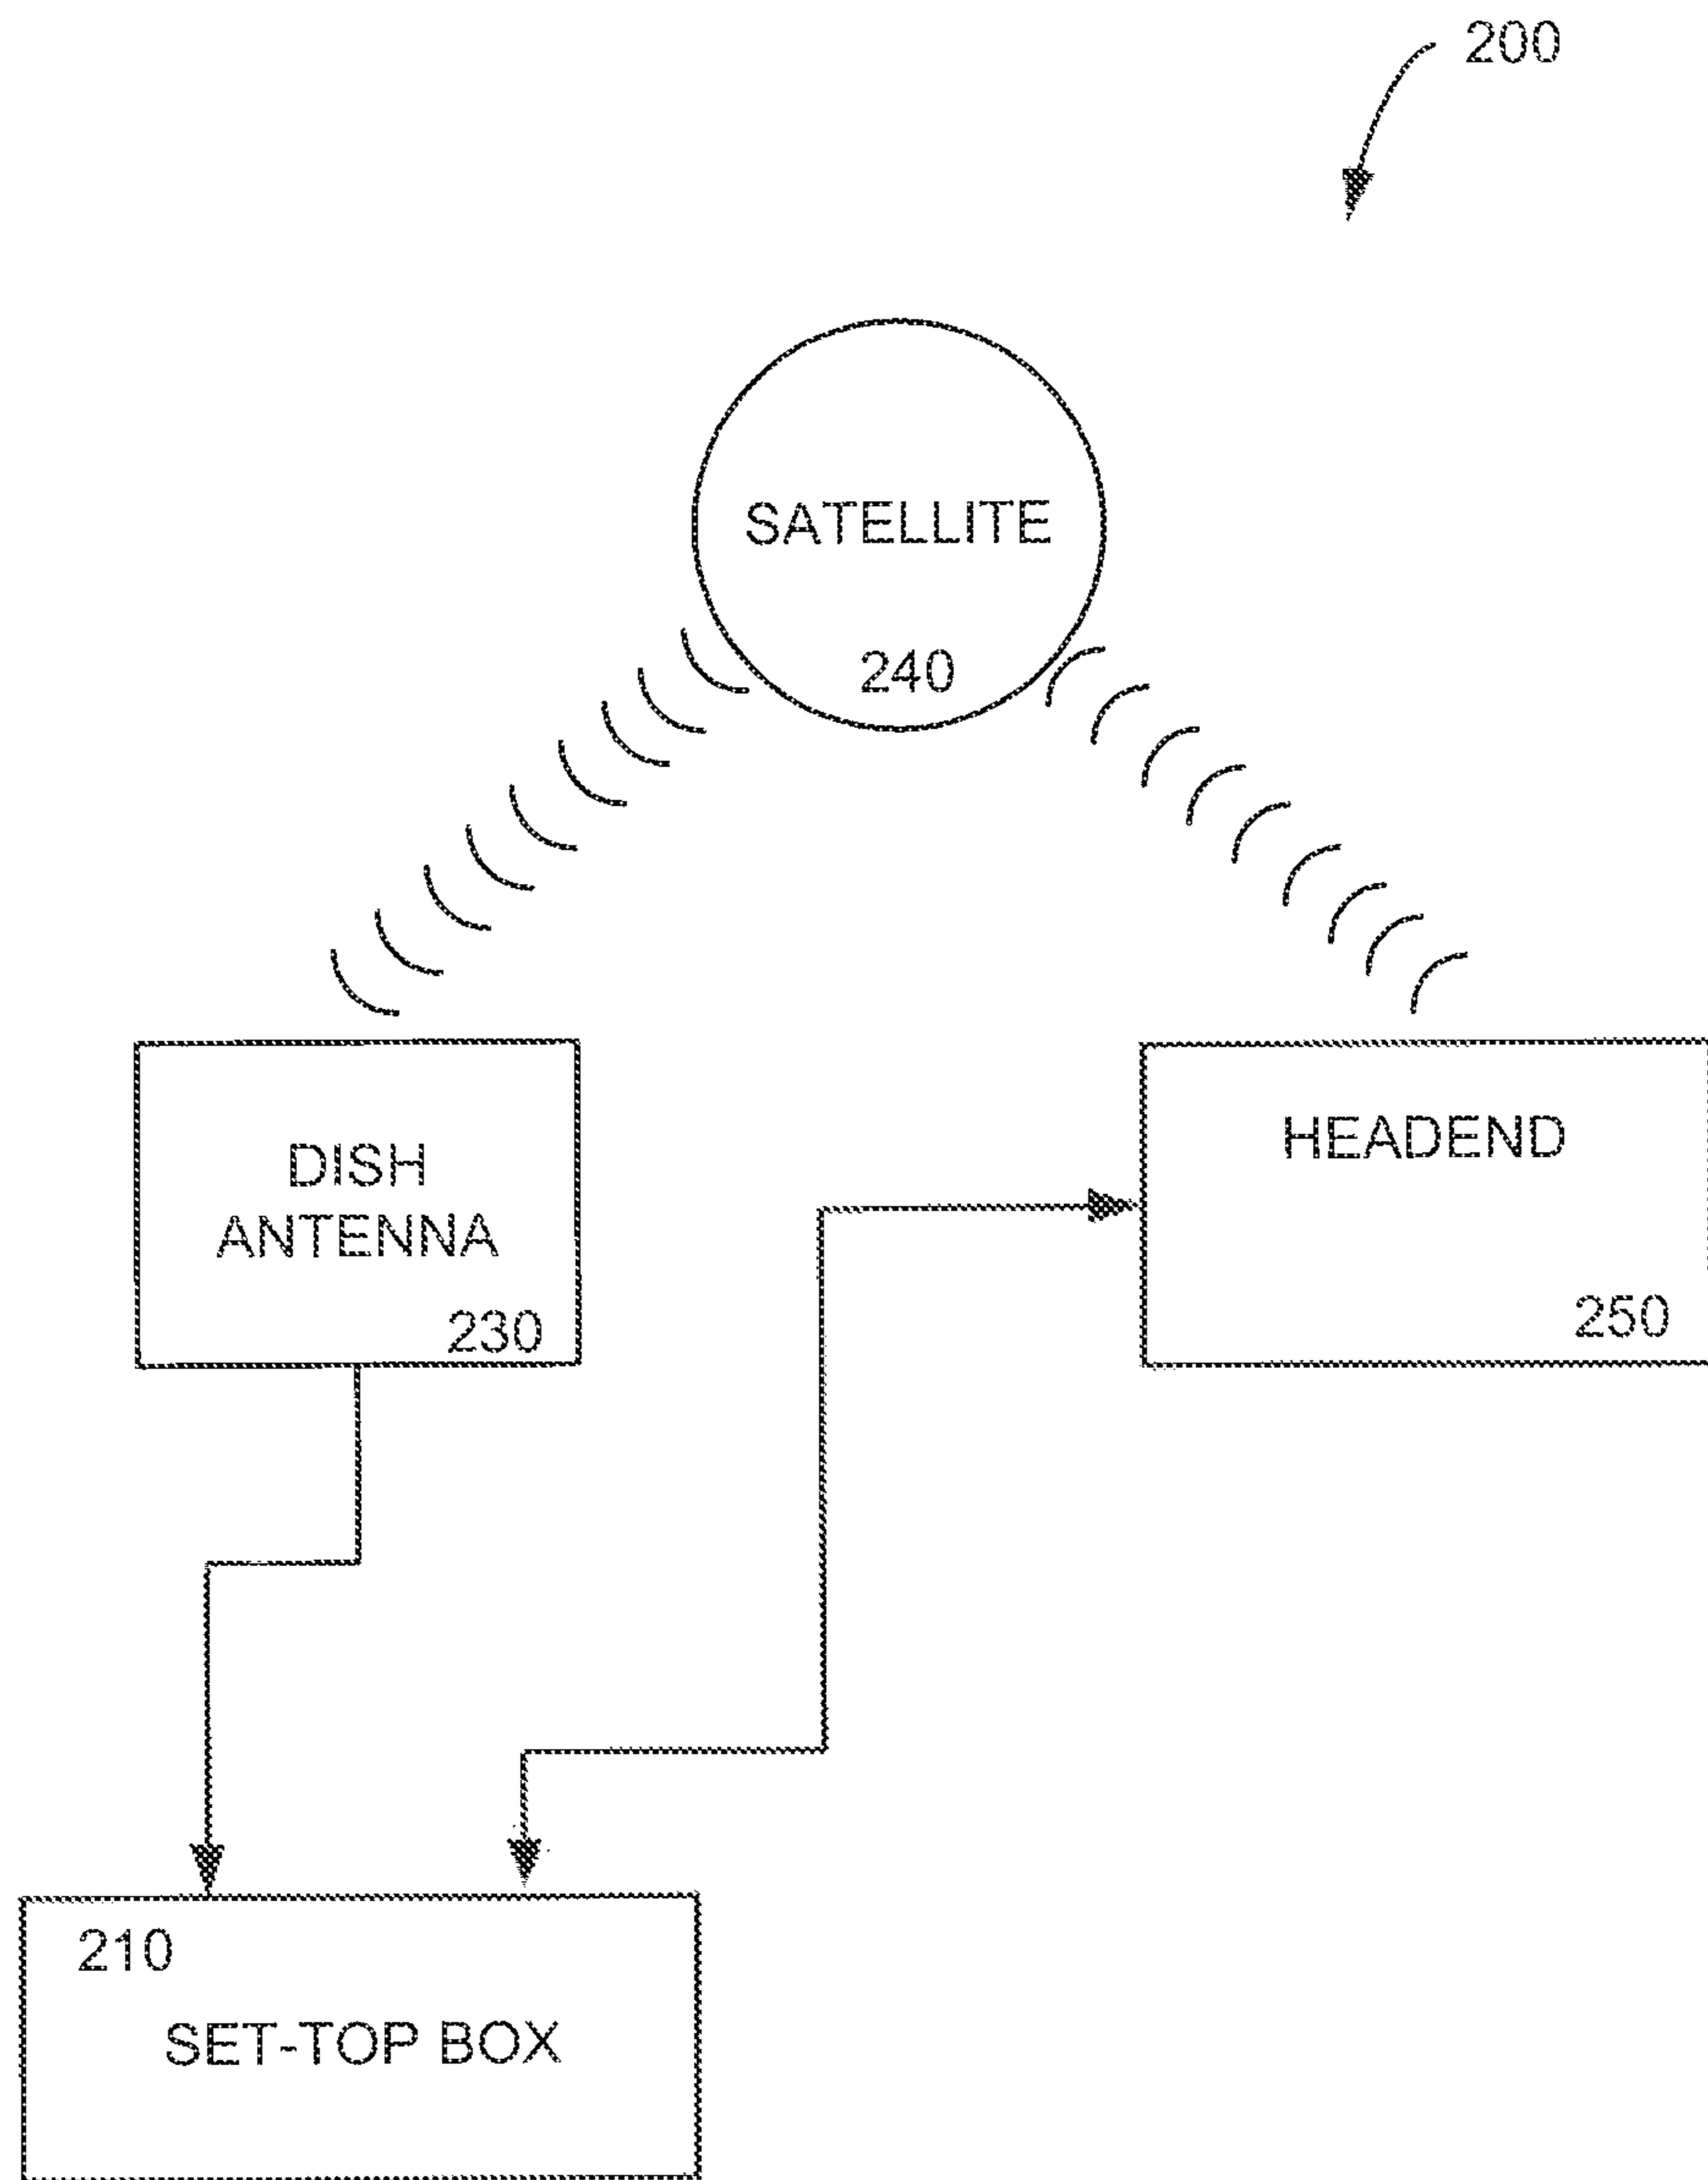 200
SATELLITE
240
DISH
ANTENNA
230
HEADEND
250
210
SET-TOP BOX